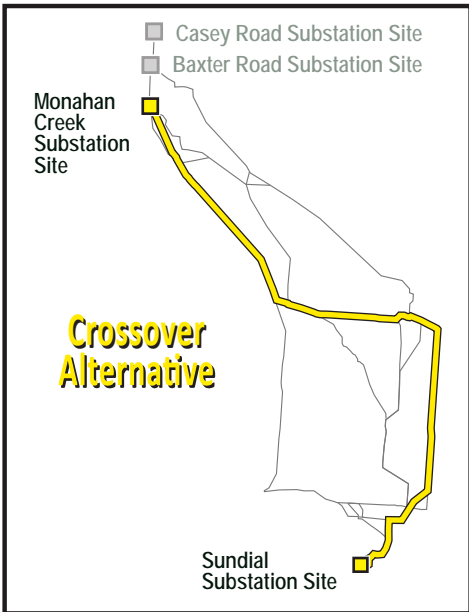 Casey Road Substation Site
Baxter Road Substation Site
Monahan
Creek
Substation
Site
Crossover
Alternative
Sundial
Substation Site